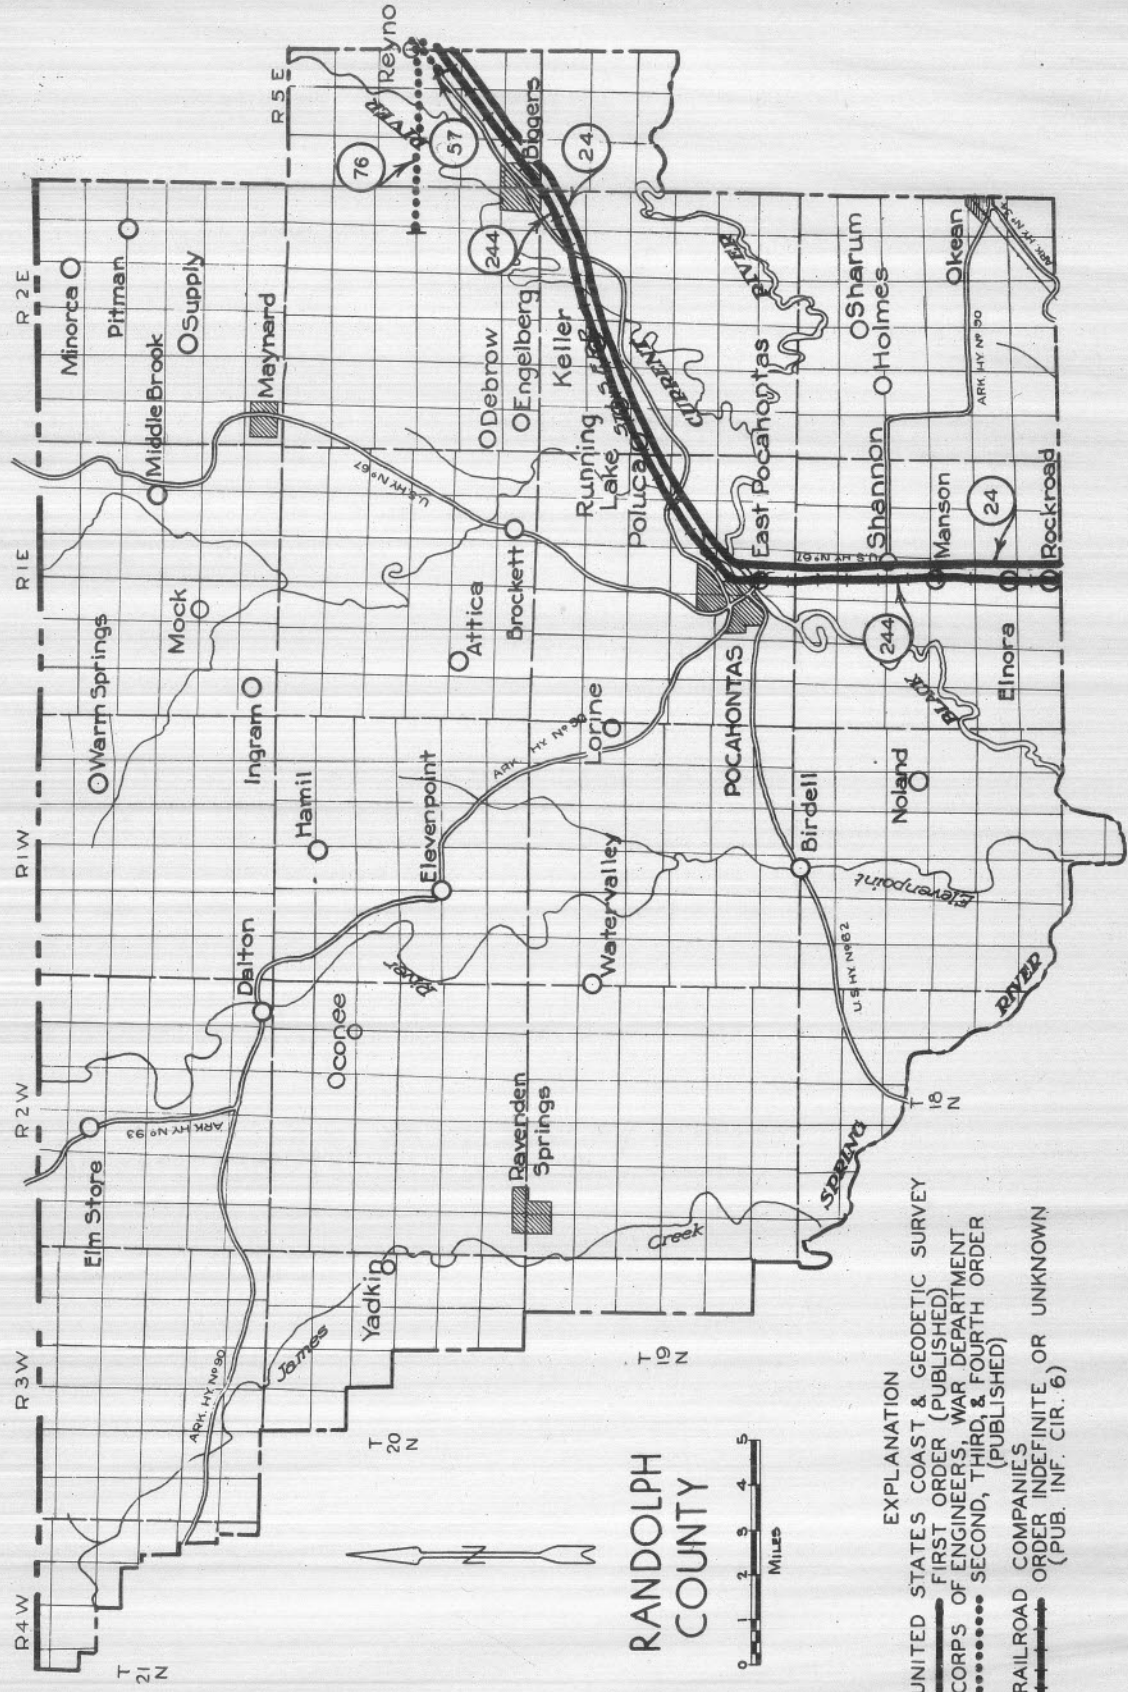 R4W
R3W
R2W
R1W
R1E
R2E
R5E
T
21
N
T
20
N
T
19
N
T
18
N
Elm Store
Dalton
Warm Springs
Mock
Ingram
Hamil
Middle Brook
Minorca
Pitman
Supply
Maynard
Reyno
RIVER
76
57
Biggers
24
244
Debrow
Engelberg
Keller
Running
Lake
Poluca
CURRENT
RIVER
Attica
Brockett
Elevenpoint
Oconee
River
Yadkin
James
Ravenden
Springs
Creek
Watervalley
Lorine
POCAHONTAS
East Pocahontas
Sharum
Holmes
Okean
Shannon
Manson
24
Rockroad
Elnora
244
BLACK
Noland
Birdell
Elevenpoint
SPRING
RIVER
ARK. HY. Nº 90
ARK HY Nº 93
ARK HY Nº 90
U.S. HY Nº 67
U.S HY Nº 67
U.S HY. Nº 62
ARK HY Nº 90
RANDOLPH
COUNTY
N
0 1 2 3 4 5
MILES
EXPLANATION
UNITED STATES COAST & GEODETIC SURVEY
FIRST ORDER (PUBLISHED)
CORPS OF ENGINEERS, WAR DEPARTMENT
SECOND, THIRD, & FOURTH ORDER
(PUBLISHED)
RAILROAD COMPANIES
ORDER INDEFINITE OR UNKNOWN
(PUB. INF. CIR. 6)